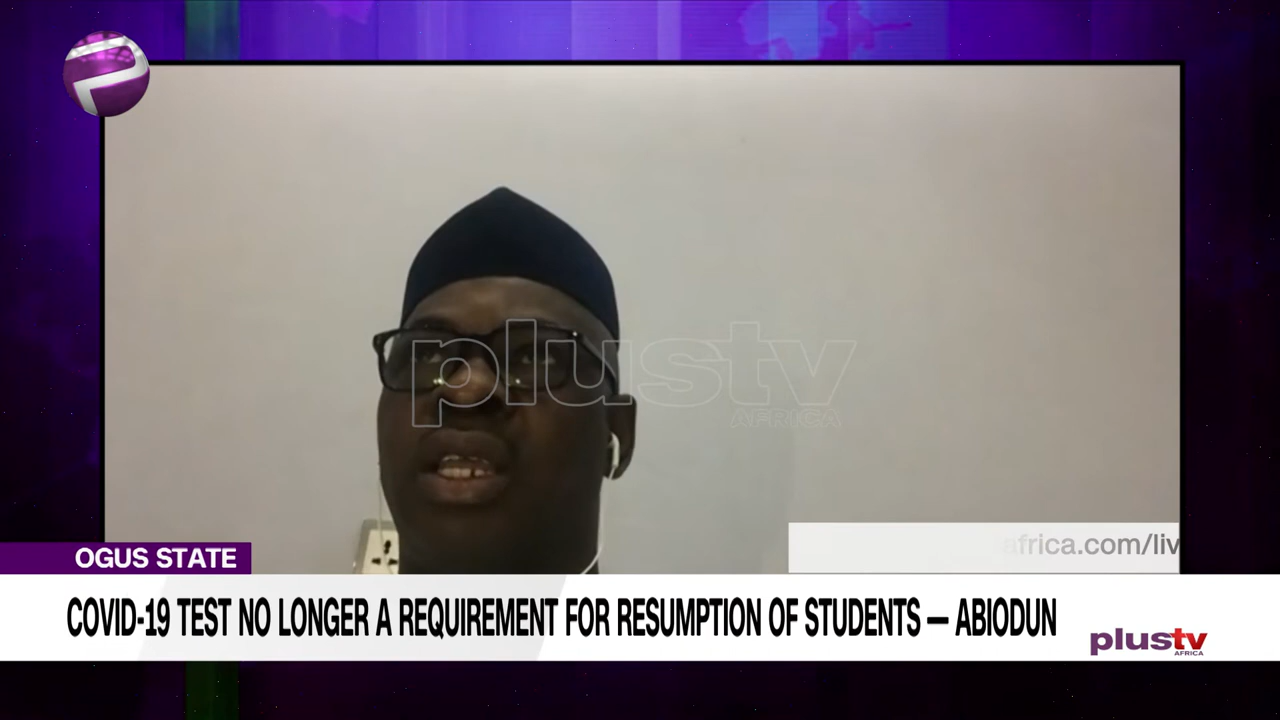 plustv
AFRICA
africa.com/liv
OGUS STATE
COVID-19 TEST NO LONGER A REQUIREMENT FOR RESUMPTION OF STUDENTS — ABIODUN
plustv
AFRICA